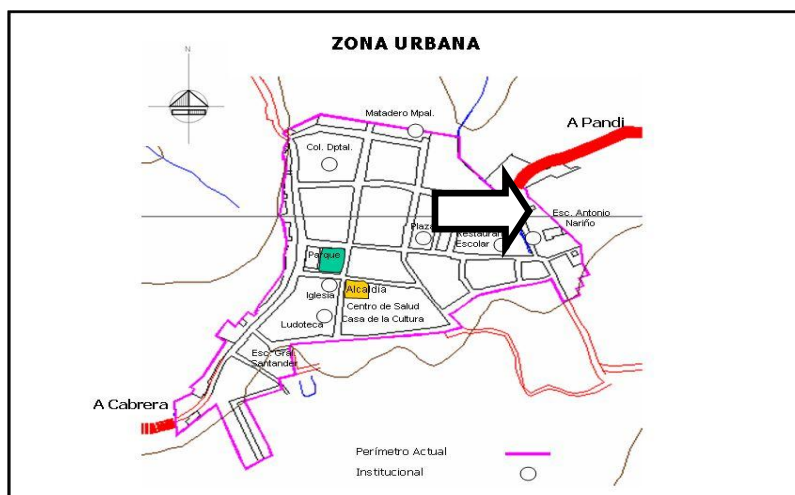 ZONA URBANA
N
Matadero Mpal.
A Pandi
Col. Dptal.
Esc. Antonio
Nariño
Plaza
Escolar
Parque
Iglesia
Alcaldía
Centro de Salud
Casa de la Cultura
Ludoteca
Esc. Gral.
Santander
A Cabrera
Perímetro Actual
Institucional